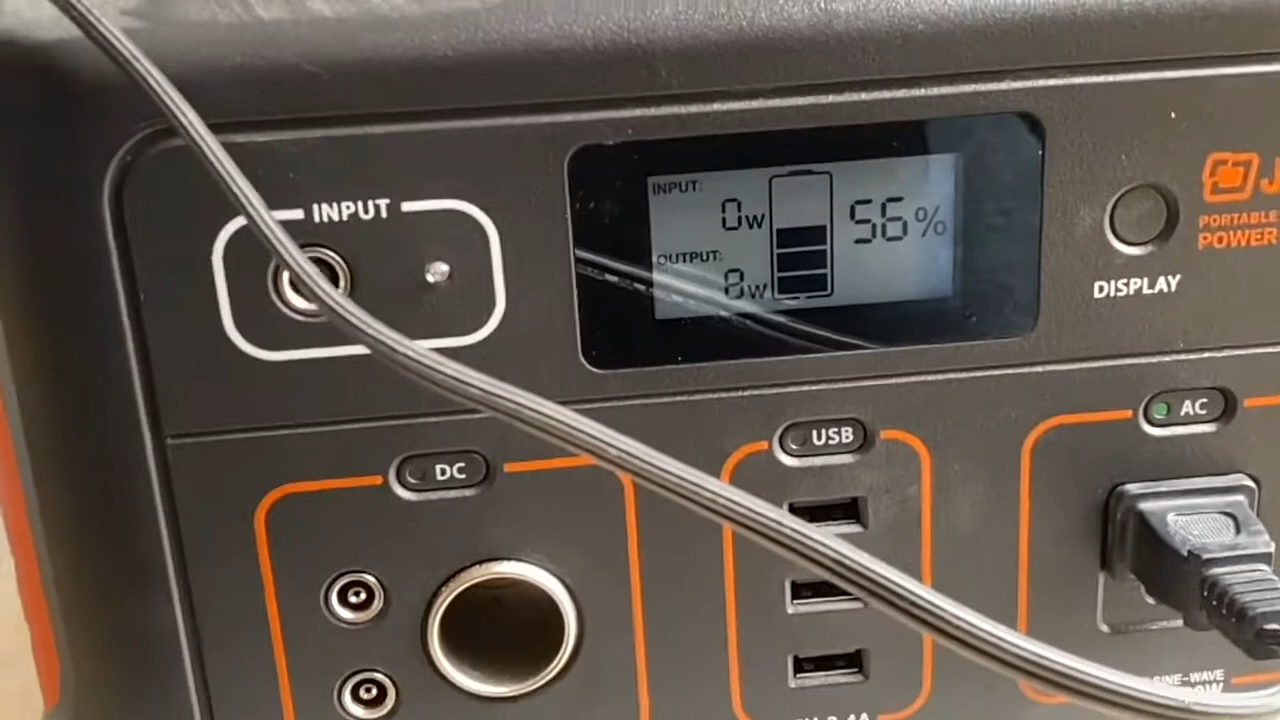 INPUT
INPUT:
0w
56%
OUTPUT:
8w
DISPLAY
J
PORTABLE
POWER
DC
USB
AC
SINE-WAVE